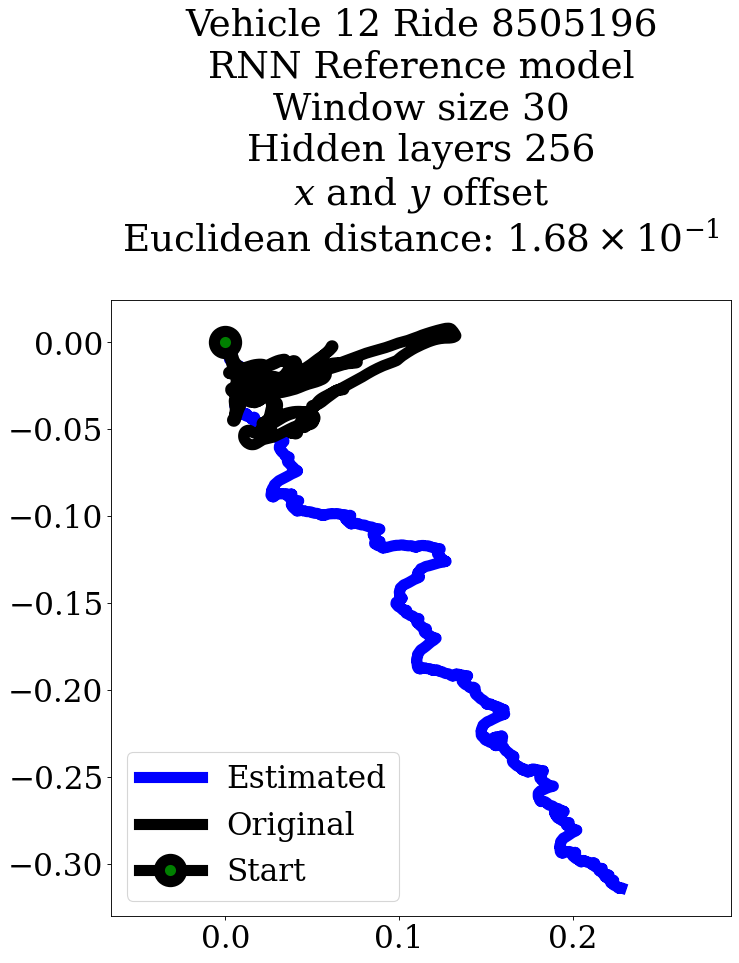 Vehicle 12 Ride 8505196
RNN Reference model
Window size 30
Hidden layers 256
x and y offset
Euclidean distance: 1.68 × 10⁻¹
0.00
−0.05
−0.10
−0.15
−0.20
−0.25
−0.30
Estimated
Original
Start
0.0 0.1 0.2